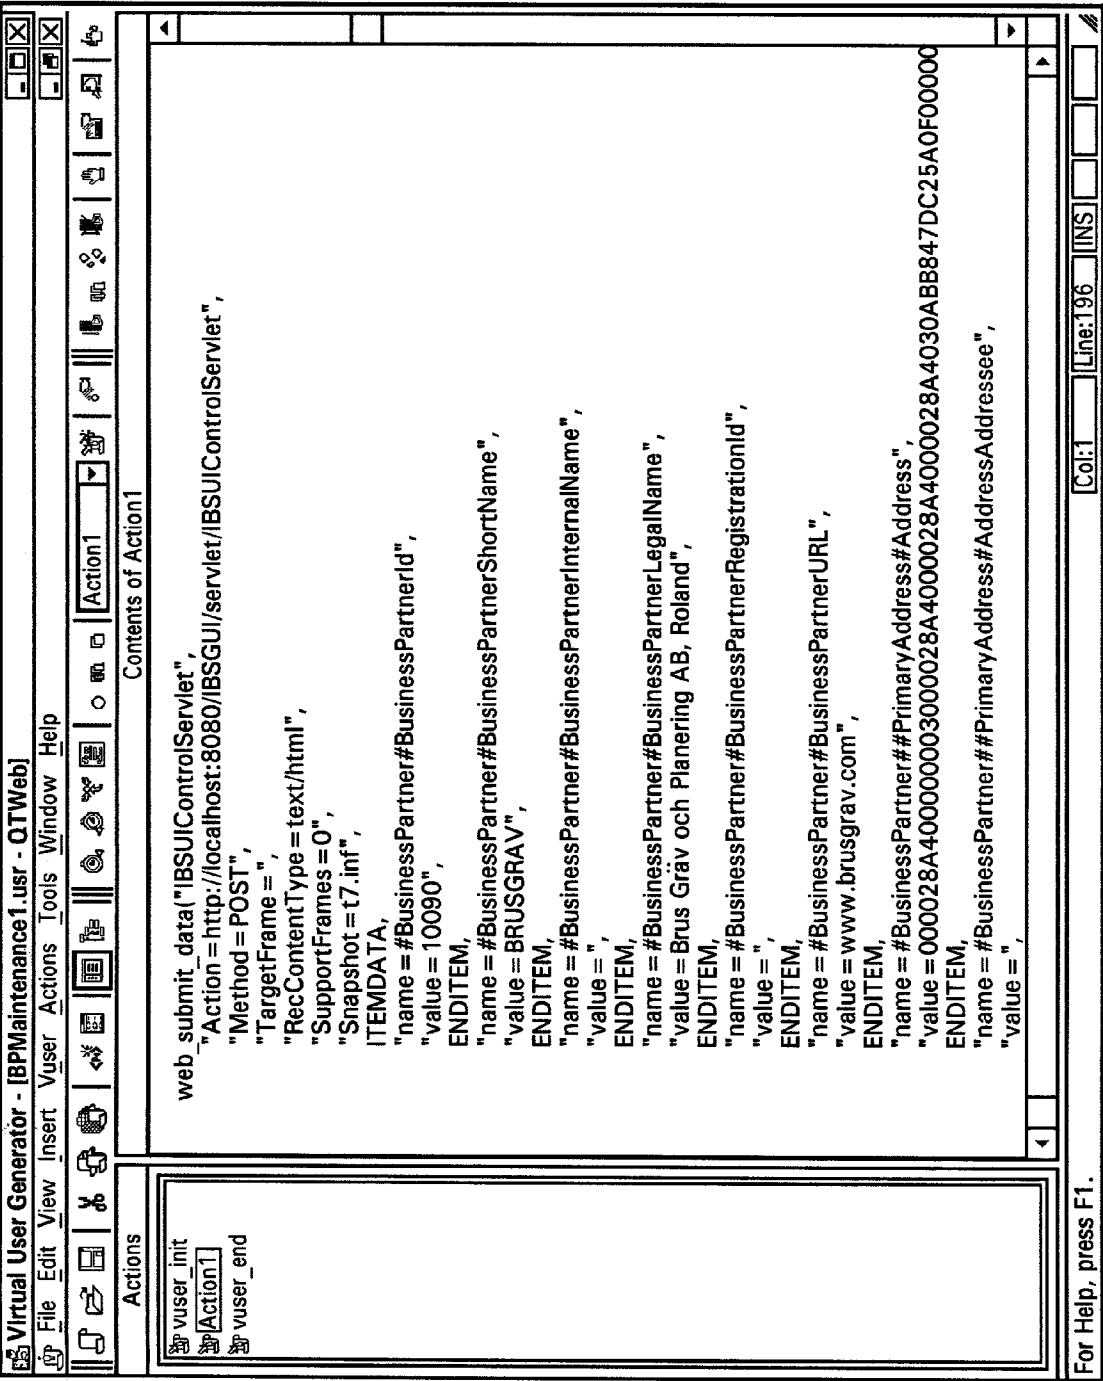 Virtual User Generator - [BPMaintenance1.usr - QTWeb]
File Edit View Insert Vuser Actions Tools Window Help
Action1
Actions
Contents of Action1
vuser_init
Action1
vuser_end
web_submit_data("IBSUIControlServlet",
"Action=http://localhost:8080/IBSGUI/servlet/IBSUIControlServlet",
"Method=POST",
"TargetFrame=",
"RecContentType=text/html",
"SupportFrames=0",
"Snapshot=t7.inf",
ITEMDATA,
"name=#BusinessPartner#BusinessPartnerId",
"value=10090",
ENDITEM,
"name=#BusinessPartner#BusinessPartnerShortName",
"value=BRUSGRAV",
ENDITEM,
"name=#BusinessPartner#BusinessPartnerInternalName",
"value=",
ENDITEM,
"name=#BusinessPartner#BusinessPartnerLegalName",
"value=Brus Gräv och Planering AB, Roland",
ENDITEM,
"name=#BusinessPartner#BusinessPartnerRegistrationId",
"value=",
ENDITEM,
"name=#BusinessPartner#BusinessPartnerURL",
"value=www.brusgrav.com",
ENDITEM,
"name=#BusinessPartner##PrimaryAddress#Address",
"value=000028A40000000300028A4000028A4000028A4000028A4030ABB847DC25A0F00000
ENDITEM,
"name=#BusinessPartner##PrimaryAddress#AddressAddressee",
"value=",
For Help, press F1.
Col:1 Line:196 INS